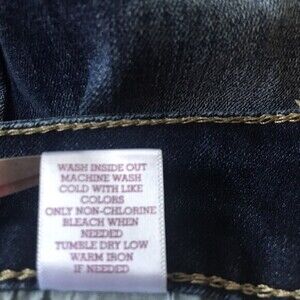 WASH INSIDE OUT
MACHINE WASH
COLD WITH LIKE
COLORS
ONLY NON-CHLORINE
BLEACH WHEN
NEEDED
TUMBLE DRY LOW
WARM IRON
IF NEEDED